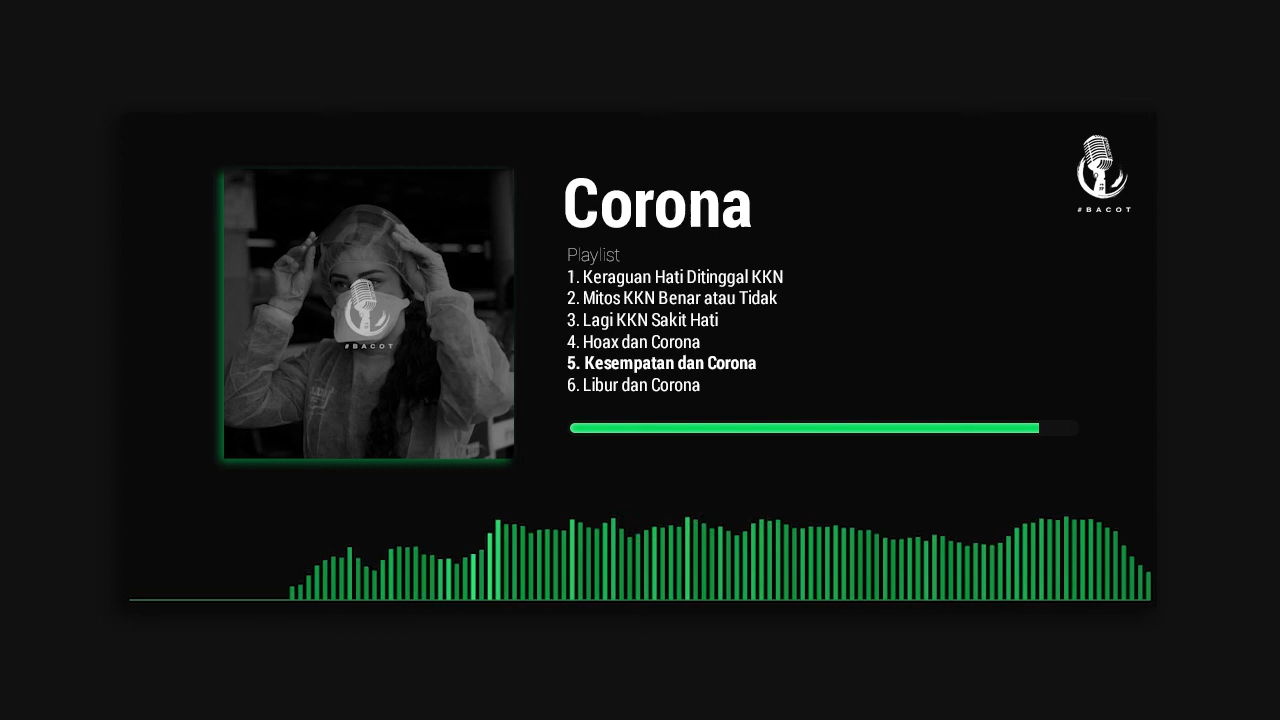 Corona
#BACOT
Playlist
1. Keraguan Hati Ditinggal KKN
2. Mitos KKN Benar atau Tidak
3. Lagi KKN Sakit Hati
4. Hoax dan Corona
5. Kesempatan dan Corona
6. Libur dan Corona
#BACOT